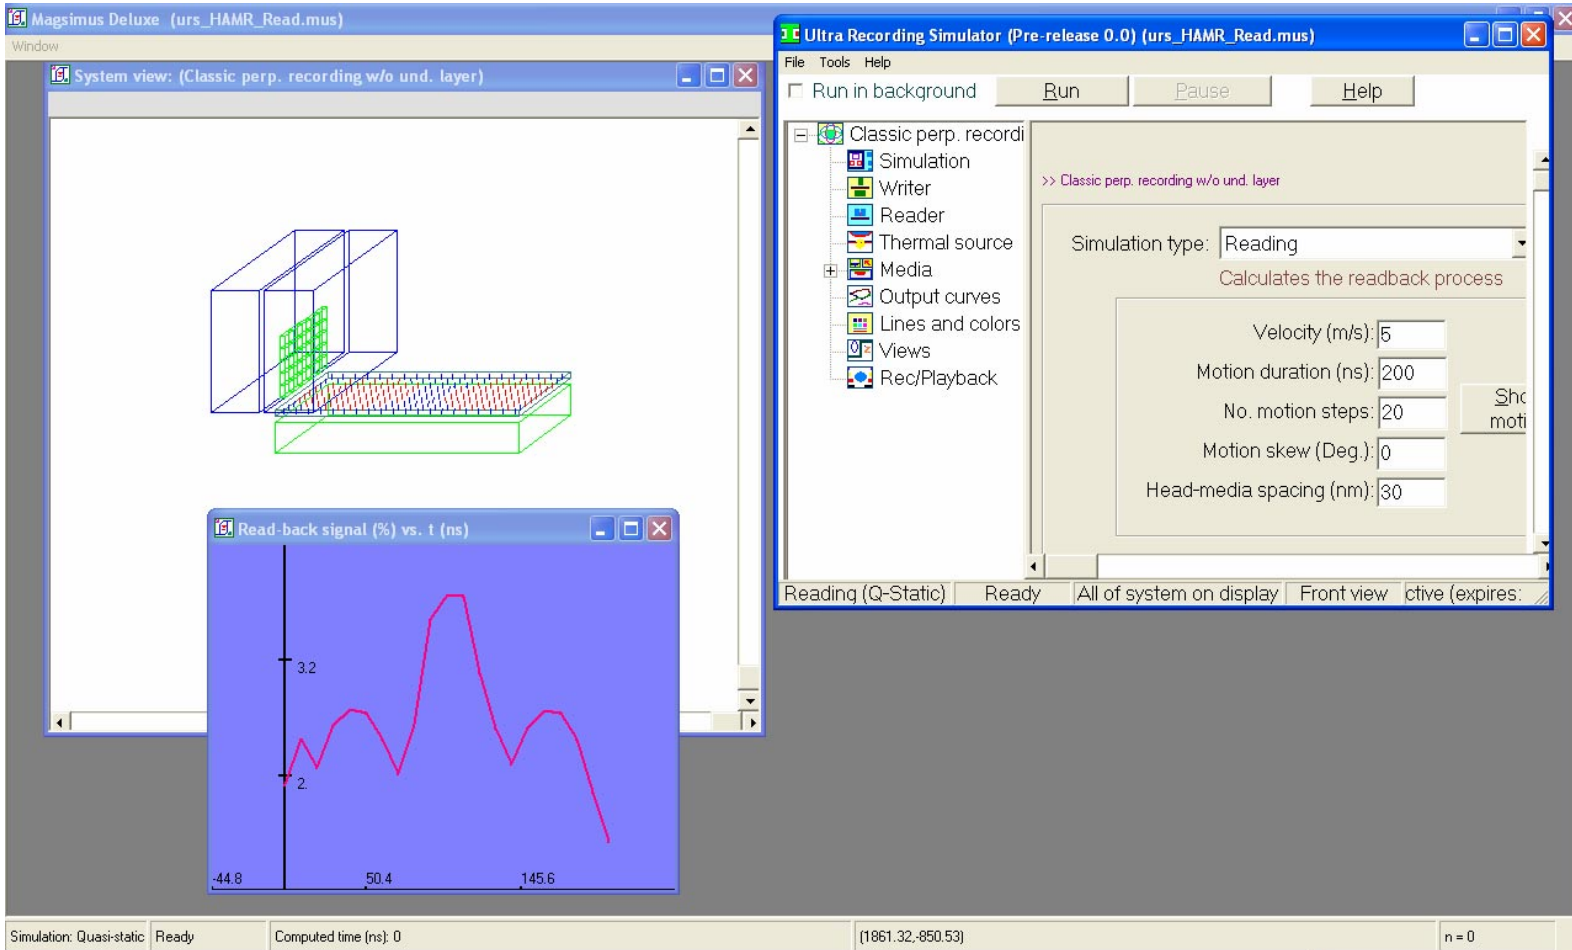 Magsimus Deluxe (urs_HAMR_Read.mus)
Window
System view: (Classic perp. recording w/o und. layer)
Read-back signal (%) vs. t (ns)
3.2
2.
-44.8
50.4
145.6
Ultra Recording Simulator (Pre-release 0.0) (urs_HAMR_Read.mus)
File Tools Help
Run in background Run Pause Help
Classic perp. recordi
Simulation
Writer
Reader
Thermal source
Media
Output curves
Lines and colors
Views
Rec/Playback
>> Classic perp. recording w/o und. layer
Simulation type: Reading
Calculates the readback process
Velocity (m/s): 5
Motion duration (ns): 200
No. motion steps: 20
Motion skew (Deg.): 0
Head-media spacing (nm): 30
Sho
moti
Reading (Q-Static) Ready All of system on display Front view ctive (expires:
Simulation: Quasi-static Ready Computed time (ns): 0 (1861.32,-850.53) n = 0